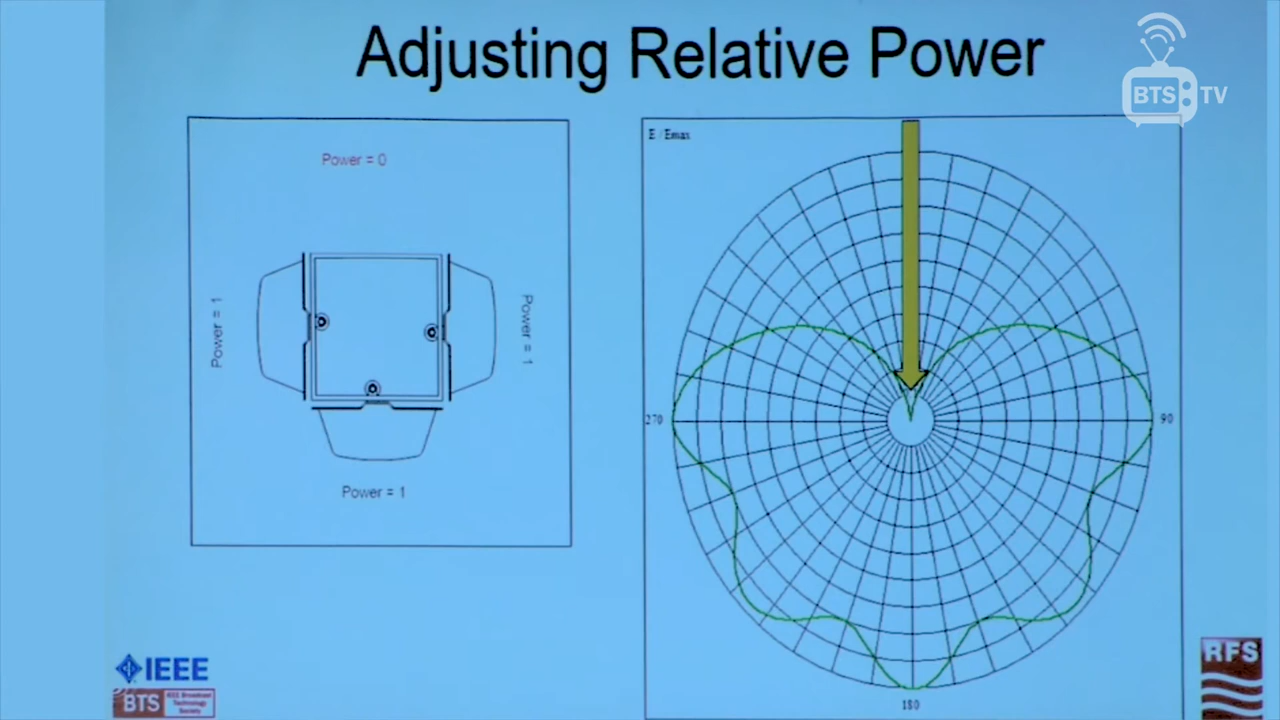 Adjusting Relative Power
BTS TV
Power = 0
Power = 1
Power = 1
Power = 1
E / Emax
270
90
180
IEEE
BTS
IEEE Broadcast
Technology
Society
RFS